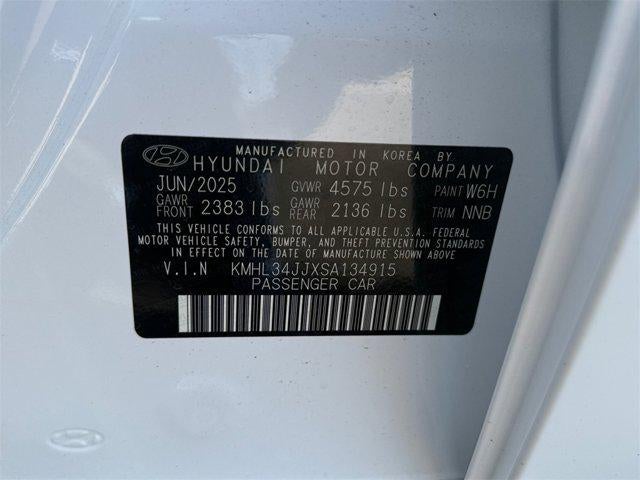 MANUFACTURED IN KOREA BY
HYUNDAI MOTOR COMPANY
JUN/2025 GVWR 4575 lbs PAINT W6H
GAWR FRONT 2383 lbs GAWR REAR 2136 lbs TRIM NNB
THIS VEHICLE CONFORMS TO ALL APPLICABLE U.S.A. FEDERAL
MOTOR VEHICLE SAFETY, BUMPER, AND THEFT PREVENTION STANDARDS
IN EFFECT ON THE DATE OF MANUFACTURE SHOWN ABOVE
V.I.N KMHL34JJXSA134915
PASSENGER CAR